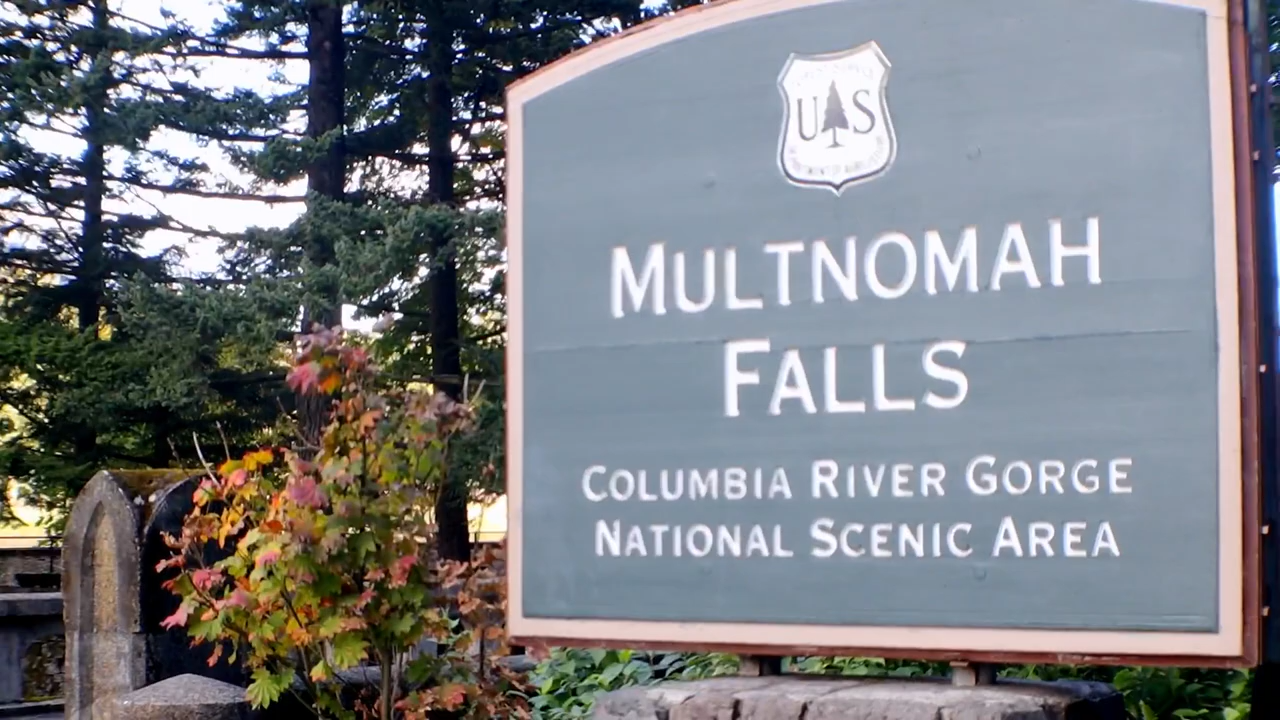 US
MULTNOMAH
FALLS
COLUMBIA RIVER GORGE
NATIONAL SCENIC AREA